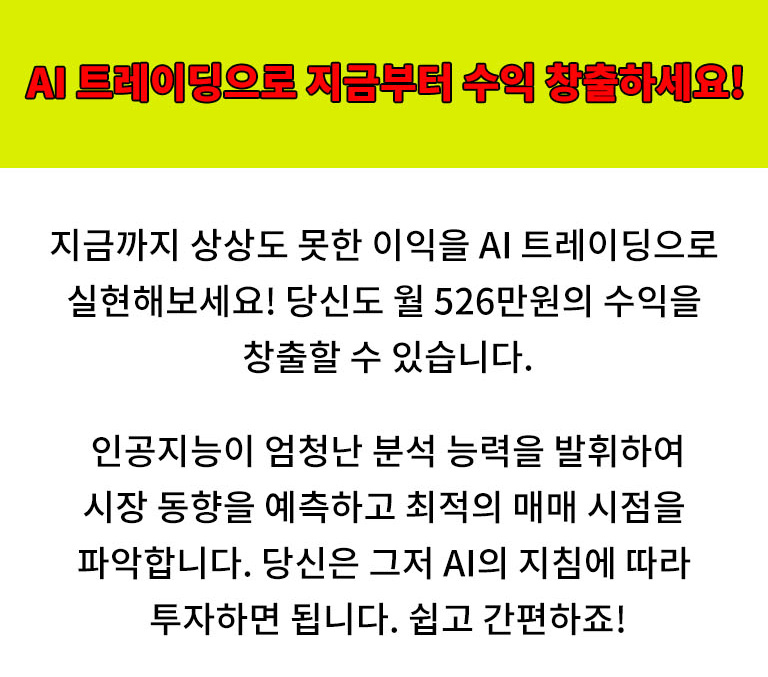 AI 트레이딩으로 지금부터 수익 창출하세요!
지금까지 상상도 못한 이익을 AI 트레이딩으로
실현해보세요! 당신도 월 526만원의 수익을
창출할 수 있습니다.
인공지능이 엄청난 분석 능력을 발휘하여
시장 동향을 예측하고 최적의 매매 시점을
파악합니다. 당신은 그저 AI의 지침에 따라
투자하면 됩니다. 쉽고 간편하죠!